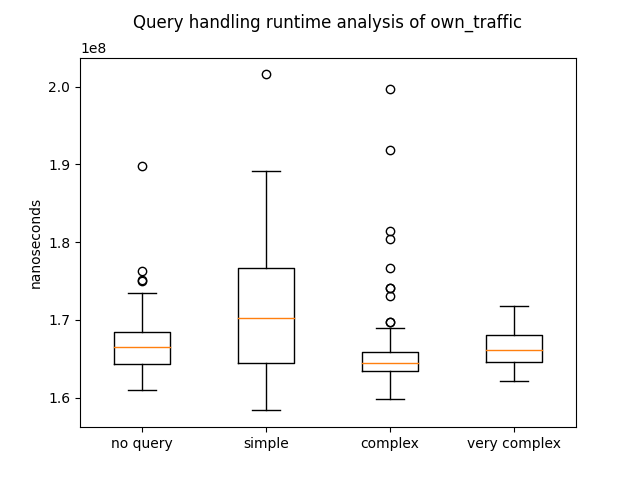 Query handling runtime analysis of own_traffic
1e8
2.0
1.9
1.8
1.7
1.6
nanoseconds
no query simple complex very complex